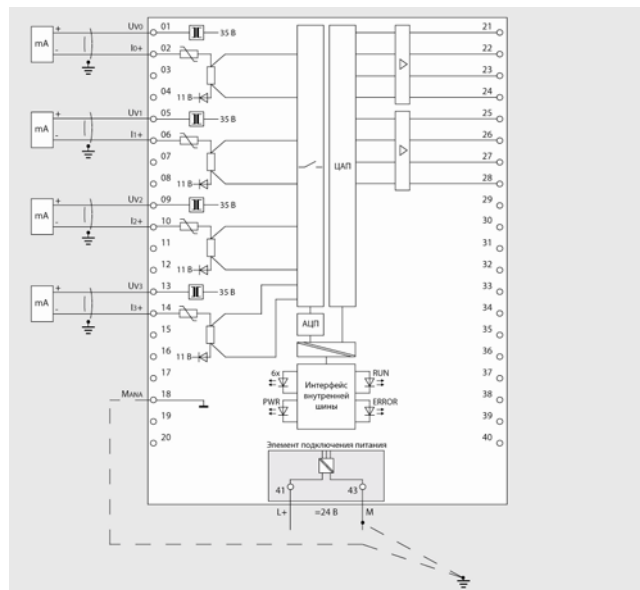 UV0 01 35 В 21
mA + - I0+ 02 22
03 23
04 11 В 24
UV1 05 35 В 25
mA + - I1+ 06 26
07 27
08 11 В 28
ЦАП
UV2 09 35 В 29
mA + - I2+ 10 30
11 31
12 11 В 32
UV3 13 35 В 33
mA + - I3+ 14 34
АЦП
15 35
16 11 В 36
17 37
6x RUN
MANA 18 38
Интерфейс
внутренней
шины
PWR ERROR
19 39
20 40
Элемент подключения питания
41 43
L+ =24 В M